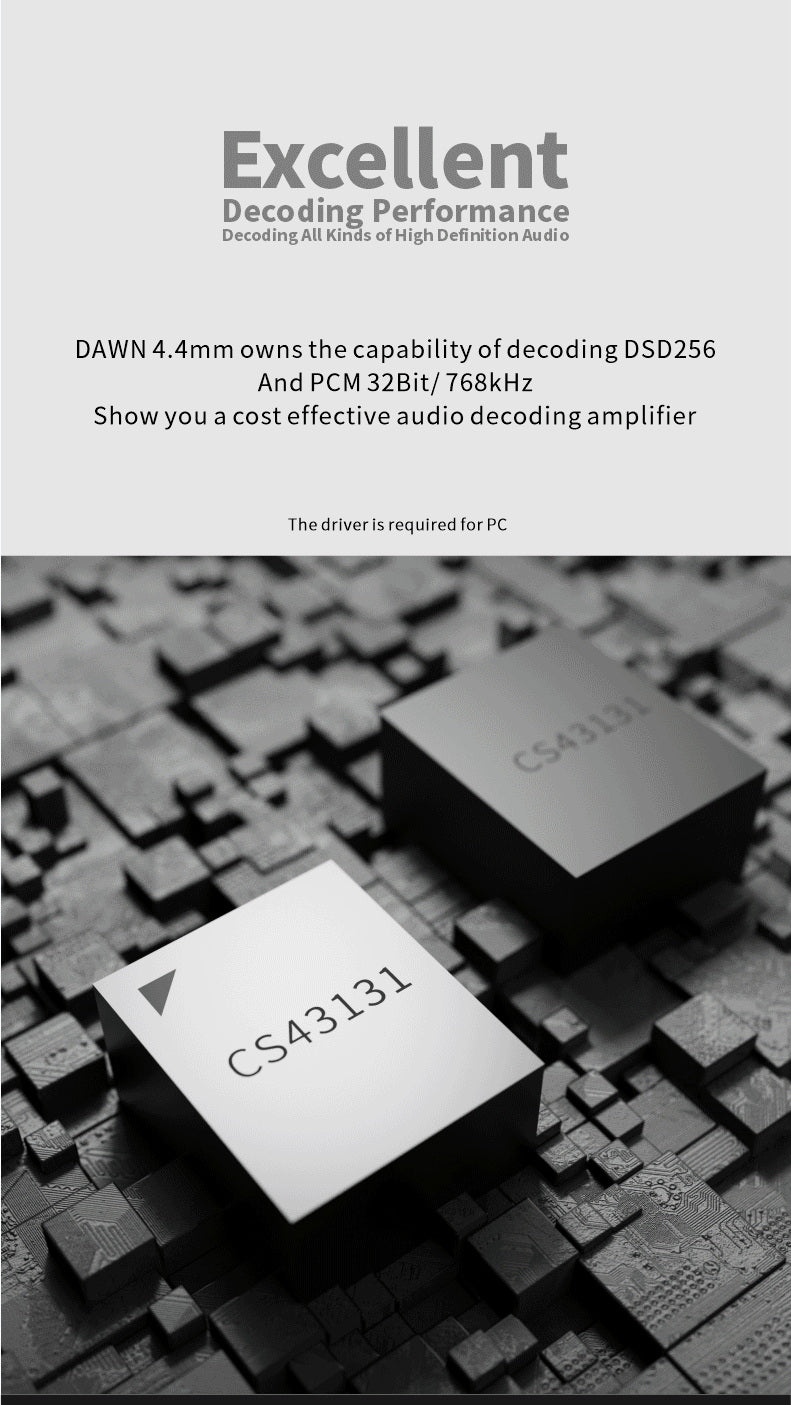 Excellent
Decoding Performance
Decoding All Kinds of High Definition Audio
DAWN 4.4mm owns the capability of decoding DSD256
And PCM 32Bit/ 768kHz
Show you a cost effective audio decoding amplifier
The driver is required for PC
CS43131
CS43131